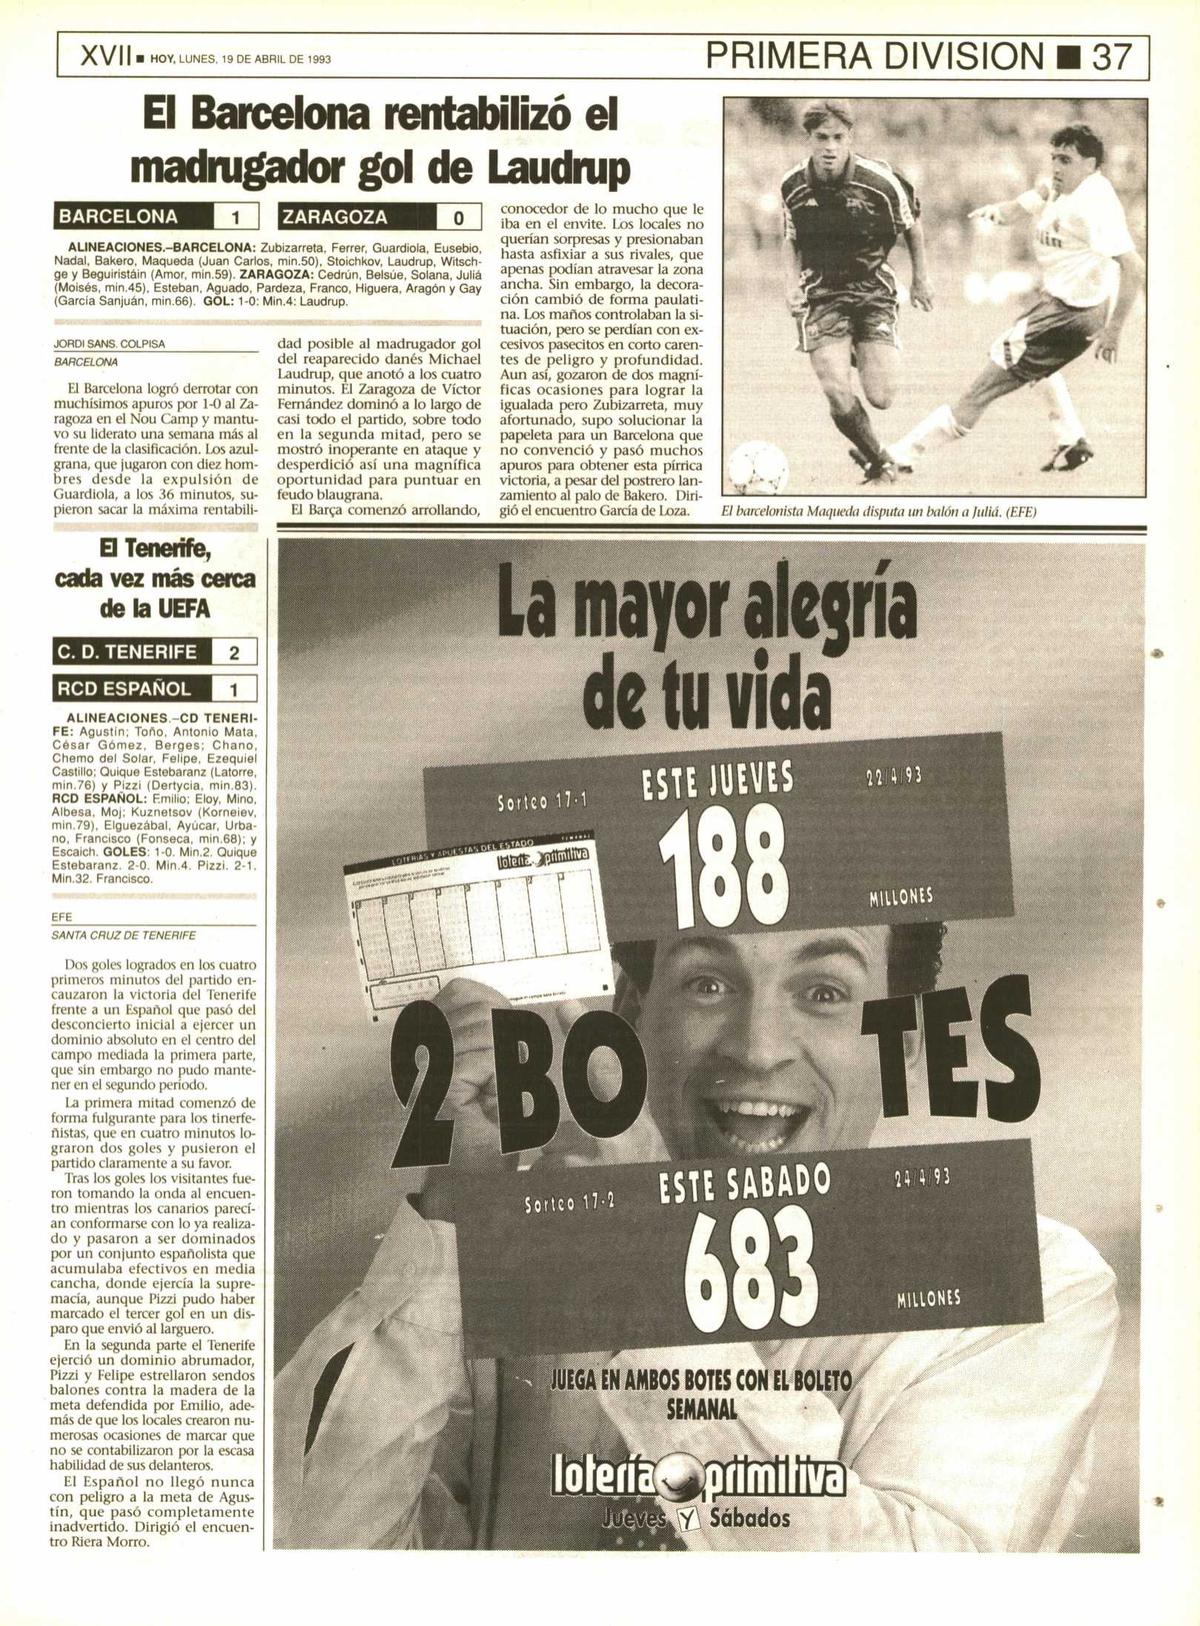 XVII ■ HOY, LUNES, 19 DE ABRIL DE 1993
PRIMERA DIVISION ■ 37
El Barcelona rentabilizó el
madrugador gol de Laudrup
BARCELONA 1
ZARAGOZA 0
ALINEACIONES.–BARCELONA: Zubizarreta, Ferrer, Guardiola, Eusebio,
Nadal, Bakero, Maqueda (Juan Carlos, min.50), Stoichkov, Laudrup, Witsch-
ge y Beguiristáin (Amor, min.59). ZARAGOZA: Cedrún, Belsúe, Solana, Juliá
(Moisés, min.45), Esteban, Aguado, Pardeza, Franco, Higuera, Aragón y Gay
(García Sanjuán, min.66). GOL: 1-0: Min.4: Laudrup.
JORDI SANS. COLPISA
BARCELONA
El Barcelona logró derrotar con
muchísimos apuros por 1-0 al Za-
ragoza en el Nou Camp y mantu-
vo su liderato una semana más al
frente de la clasificación. Los azul-
grana, que jugaron con diez hom-
bres desde la expulsión de
Guardiola, a los 36 minutos, su-
pieron sacar la máxima rentabili-
dad posible al madrugador gol
del reaparecido danés Michael
Laudrup, que anotó a los cuatro
minutos. El Zaragoza de Víctor
Fernández dominó a lo largo de
casi todo el partido, sobre todo
en la segunda mitad, pero se
mostró inoperante en ataque y
desperdició así una magnífica
oportunidad para puntuar en
feudo blaugrana.
El Barça comenzó arrollando,
conocedor de lo mucho que le
iba en el envite. Los locales no
querían sorpresas y presionaban
hasta asfixiar a sus rivales, que
apenas podían atravesar la zona
ancha. Sin embargo, la decora-
ción cambió de forma paulati-
na. Los maños controlaban la si-
tuación, pero se perdían con ex-
cesivos pasecitos en corto caren-
tes de peligro y profundidad.
Aun así, gozaron de dos magní-
ficas ocasiones para lograr la
igualada pero Zubizarreta, muy
afortunado, supo solucionar la
papeleta para un Barcelona que
no convenció y pasó muchos
apuros para obtener esta pírrica
victoria, a pesar del postrero lan-
zamiento al palo de Bakero. Diri-
gió el encuentro García de Loza.
El barcelonista Maqueda disputa un balón a Juliá. (EFE)
El Tenerife,
cada vez más cerca
de la UEFA
C. D. TENERIFE 2
RCD ESPAÑOL 1
ALINEACIONES.–CD TENERI-
FE: Agustín; Toño, Antonio Mata,
César Gómez, Berges; Chano,
Chemo del Solar, Felipe, Ezequiel
Castillo; Quique Estebaranz (Latorre,
min.76) y Pizzi (Dertycia, min.83).
RCD ESPAÑOL: Emilio; Eloy, Mino,
Albesa, Moj; Kuznetsov (Korneiev,
min.79), Elguezábal, Ayúcar, Urba-
no, Francisco (Fonseca, min.68); y
Escaich. GOLES: 1-0. Min.2. Quique
Estebaranz. 2-0. Min.4. Pizzi. 2-1.
Min.32. Francisco.
EFE
SANTA CRUZ DE TENERIFE
Dos goles logrados en los cuatro
primeros minutos del partido en-
cauzaron la victoria del Tenerife
frente a un Español que pasó del
desconcierto inicial a ejercer un
dominio absoluto en el centro del
campo mediada la primera parte,
que sin embargo no pudo mante-
ner en el segundo periodo.
La primera mitad comenzó de
forma fulgurante para los tinerfe-
ñistas, que en cuatro minutos lo-
graron dos goles y pusieron el
partido claramente a su favor.
Tras los goles los visitantes fue-
ron tomando la onda al encuen-
tro mientras los canarios parecí-
an conformarse con lo ya realiza-
do y pasaron a ser dominados
por un conjunto españolista que
acumulaba efectivos en media
cancha, donde ejercía la supre-
macía, aunque Pizzi pudo haber
marcado el tercer gol en un dis-
paro que envió al larguero.
En la segunda parte el Tenerife
ejerció un dominio abrumador,
Pizzi y Felipe estrellaron sendos
balones contra la madera de la
meta defendida por Emilio, ade-
más de que los locales crearon nu-
merosas ocasiones de marcar que
no se contabilizaron por la escasa
habilidad de sus delanteros.
El Español no llegó nunca
con peligro a la meta de Agus-
tín, que pasó completamente
inadvertido. Dirigió el encuen-
tro Riera Morro.
La mayor alegría
de tu vida
Sorteo 17-1
ESTE JUEVES
22/4/93
188
MILLONES
LOTERIAS Y APUESTAS DEL ESTADO
SEMANAL
lotería primitiva
2 BOTES
Sorteo 17-2
ESTE SABADO
24/4/93
683
MILLONES
JUEGA EN AMBOS BOTES CON EL BOLETO
SEMANAL
lotería primitiva
Jueves Y Sábados